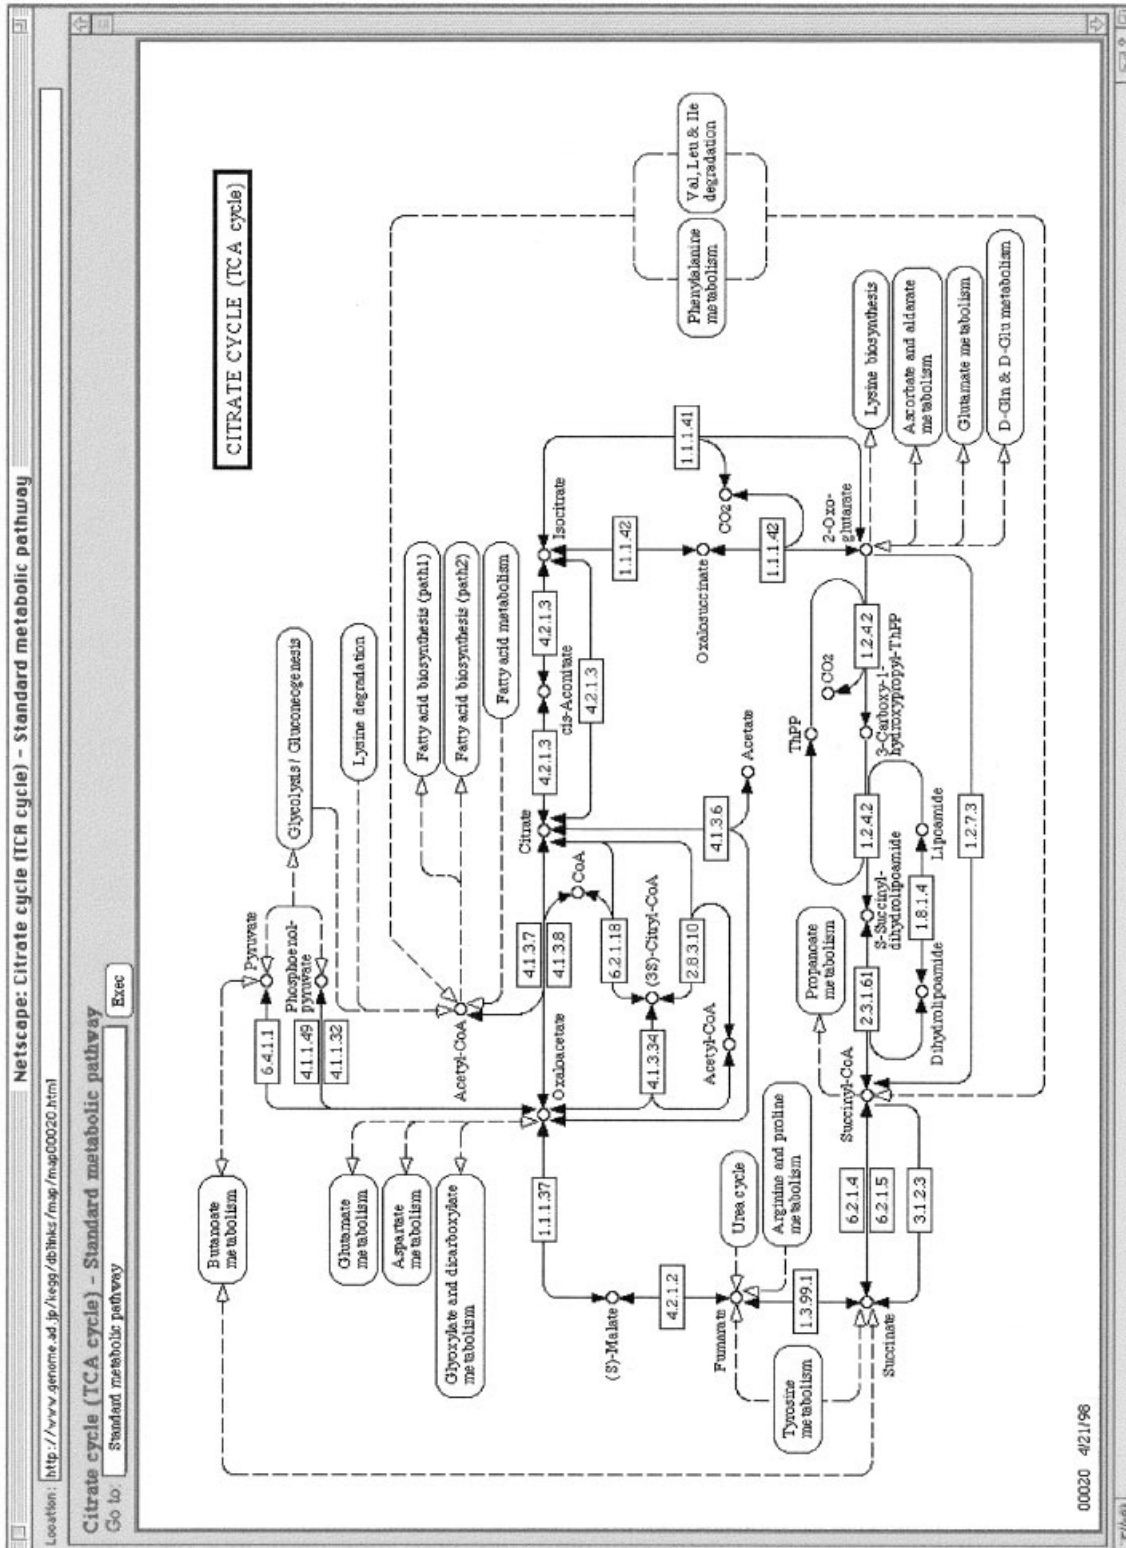 Netscape: Citrate cycle (TCA cycle) - Standard metabolic pathway
Location: http://www.genome.ad.jp/kegg/dblinks/map/map00020.html
Citrate cycle (TCA cycle) - Standard metabolic pathway
Go to: Standard metabolic pathway Exec
CITRATE CYCLE (TCA cycle)
Butanoate
metabolism
Pyruvate
6.4.1.1
Glycolysis / Gluconeogenesis
Phosphoenol-
pyruvate
4.1.1.49
4.1.1.32
Lysine degradation
Glutamate
metabolism
Aspartate
metabolism
Glyoxylate and dicarboxylate
metabolism
Fatty acid biosynthesis (path1)
Fatty acid biosynthesis (path2)
Fatty acid metabolism
Acetyl-CoA
Oxaloacetate
4.1.3.7
4.1.3.8
Citrate
4.2.1.3
cis-Aconitate
4.2.1.3
Isocitrate
4.2.1.3
1.1.1.37
CoA
6.2.1.18
4.1.3.34
(3S)-Citryl-CoA
2.8.3.10
Acetyl-CoA
4.1.3.6
Acetate
1.1.1.42
Oxalosuccinate
1.1.1.42
1.1.1.41
CO2
Phenylalanine
metabolism
Val, Leu & Ile
degradation
(S)-Malate
4.2.1.2
Fumarate
Urea cycle
Arginine and proline
metabolism
Tyrosine
metabolism
1.3.99.1
Succinate
Propanoate
metabolism
Succinyl-CoA
6.2.1.4
6.2.1.5
3.1.2.3
2.3.1.61
S-Succinyl-
dihydrolipoamide
Dihydrolipoamide
1.8.1.4
Lipoamide
1.2.4.2
ThPP
3-Carboxy-1-
hydroxypropyl-ThPP
CO2
1.2.4.2
1.2.7.3
2-Oxo-
glutarate
Lysine biosynthesis
Ascorbate and aldarate
metabolism
Glutamate metabolism
D-Gln & D-Glu metabolism
00020 4/21/98